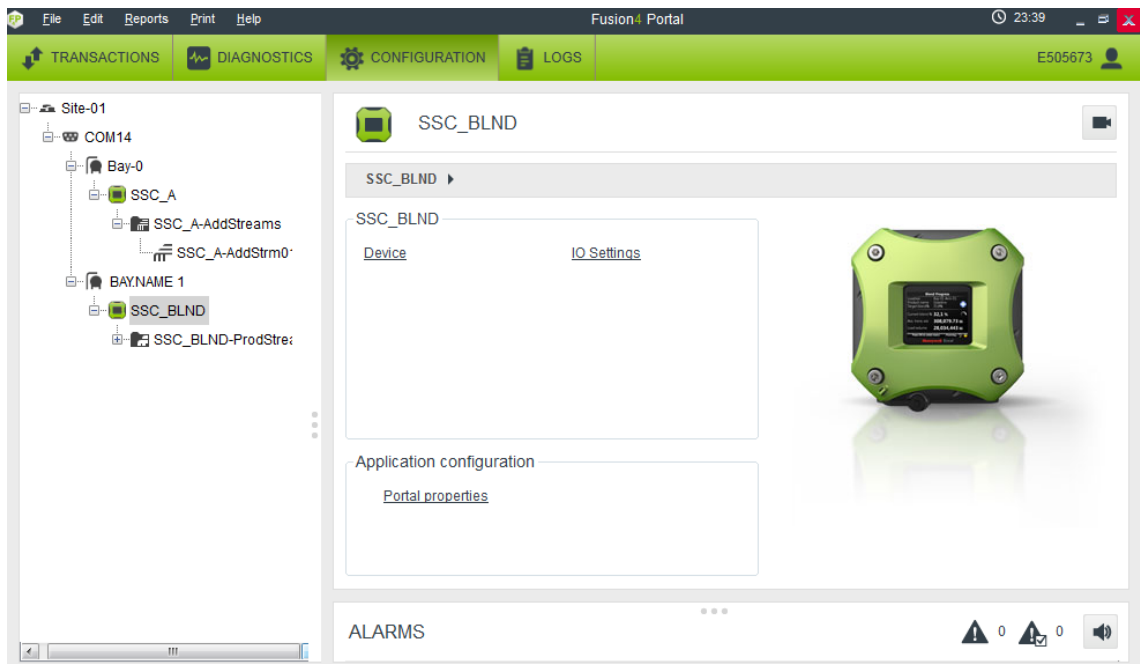 EP File Edit Reports Print Help Fusion4 Portal 23:39
TRANSACTIONS DIAGNOSTICS CONFIGURATION LOGS E505673
Site-01
COM14
Bay-0
SSC_A
SSC_A-AddStreams
SSC_A-AddStrm0
BAY.NAME 1
SSC_BLND
SSC_BLND-ProdStrea
SSC_BLND
SSC_BLND
SSC_BLND
Device IO Settings
Application configuration
Portal properties
ALARMS 0 0